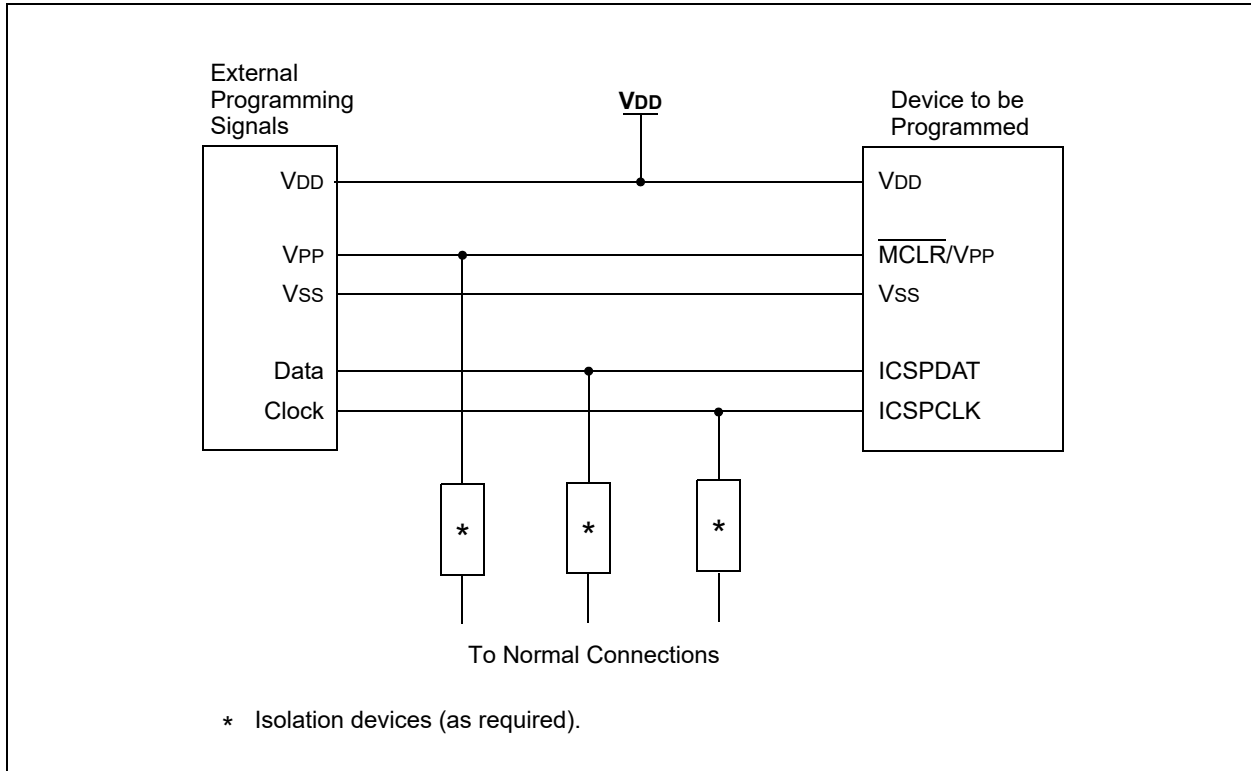 External
Programming
Signals
VDD
Device to be
Programmed
VDD
VPP
VSS
Data
Clock
VDD
MCLR/VPP
VSS
ICSPDAT
ICSPCLK
*
*
*
To Normal Connections
* Isolation devices (as required).